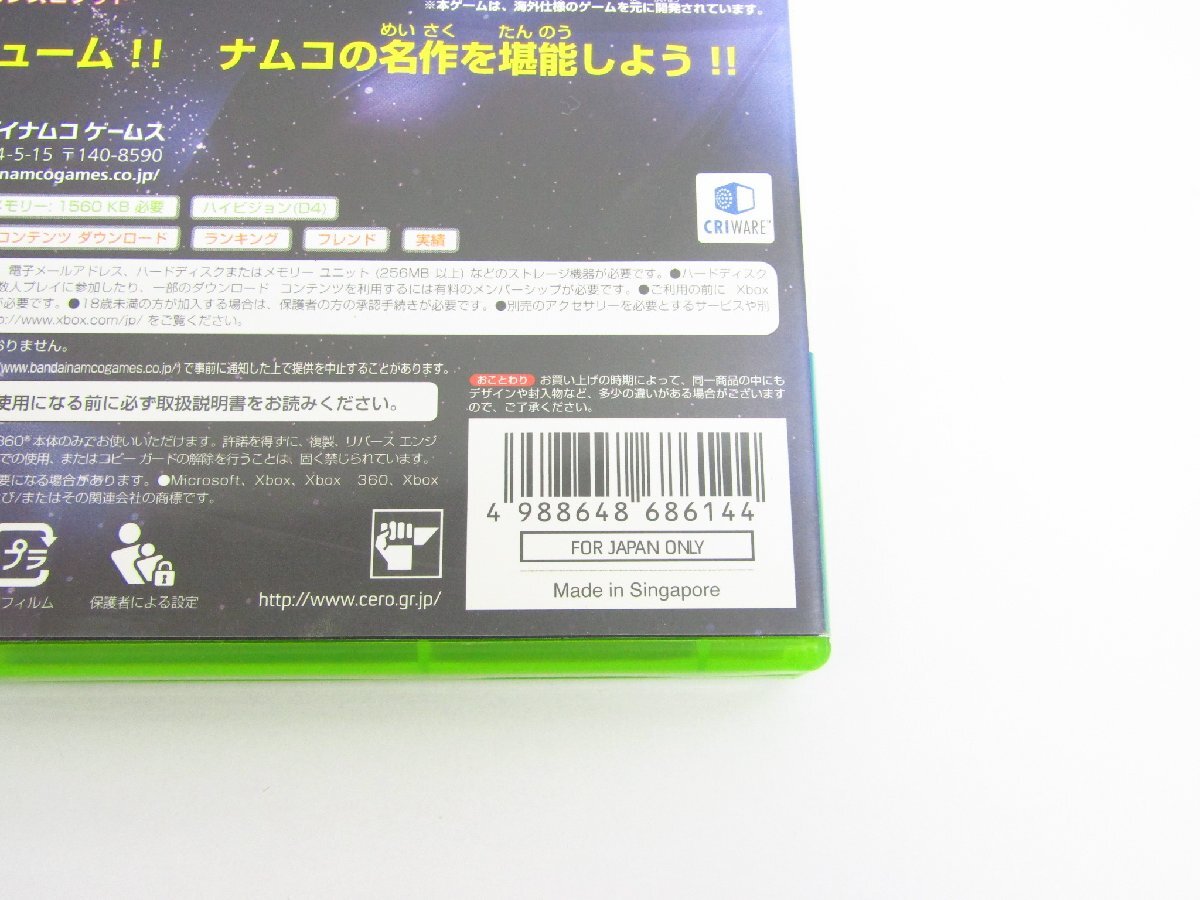 ※本ゲームは、海外仕様のゲームを元に開発されています。
ューム!! ナムコの名作を堪能しよう!!
めい さく たん のう
イナムコ ゲームス
4-5-15 〒140-8590
namcogames.co.jp/
メモリー: 1560 KB 必要 ハイビジョン(D4)
コンテンツ ダウンロード ランキング フレンド 実績
CRIWARE™
電子メールアドレス、ハードディスクまたはメモリー ユニット (256MB 以上) などのストレージ機器が必要です。●ハードディスク
数人プレイに参加したり、一部のダウンロード コンテンツを利用するには有料のメンバーシップが必要です。●ご利用の前に Xbox
が必要です。●18歳未満の方が加入する場合は、保護者の方の承認手続きが必要です。●別売のアクセサリーを必要とするサービスや別
p://www.xbox.com/jp/ をご覧ください。
おりません。
/www.bandainamcogames.co.jp/)で事前に通知した上で提供を中止することがあります。
使用になる前に必ず取扱説明書をお読みください。
360® 本体のみでお使いいただけます。許諾を得ずに、複製、リバース エンジ
での使用、またはコピー ガードの解除を行うことは、固く禁じられています。
要になる場合があります。●Microsoft、Xbox、Xbox 360、Xbox
び/またはその関連会社の商標です。
プラ
フィルム
保護者による設定
http://www.cero.gr.jp/
おことわり お買い上げの時期によって、同一商品の中にも
デザインや封入物など、多少の違いがある場合がございます
ので、ご了承ください。
4 988648 686144
FOR JAPAN ONLY
Made in Singapore